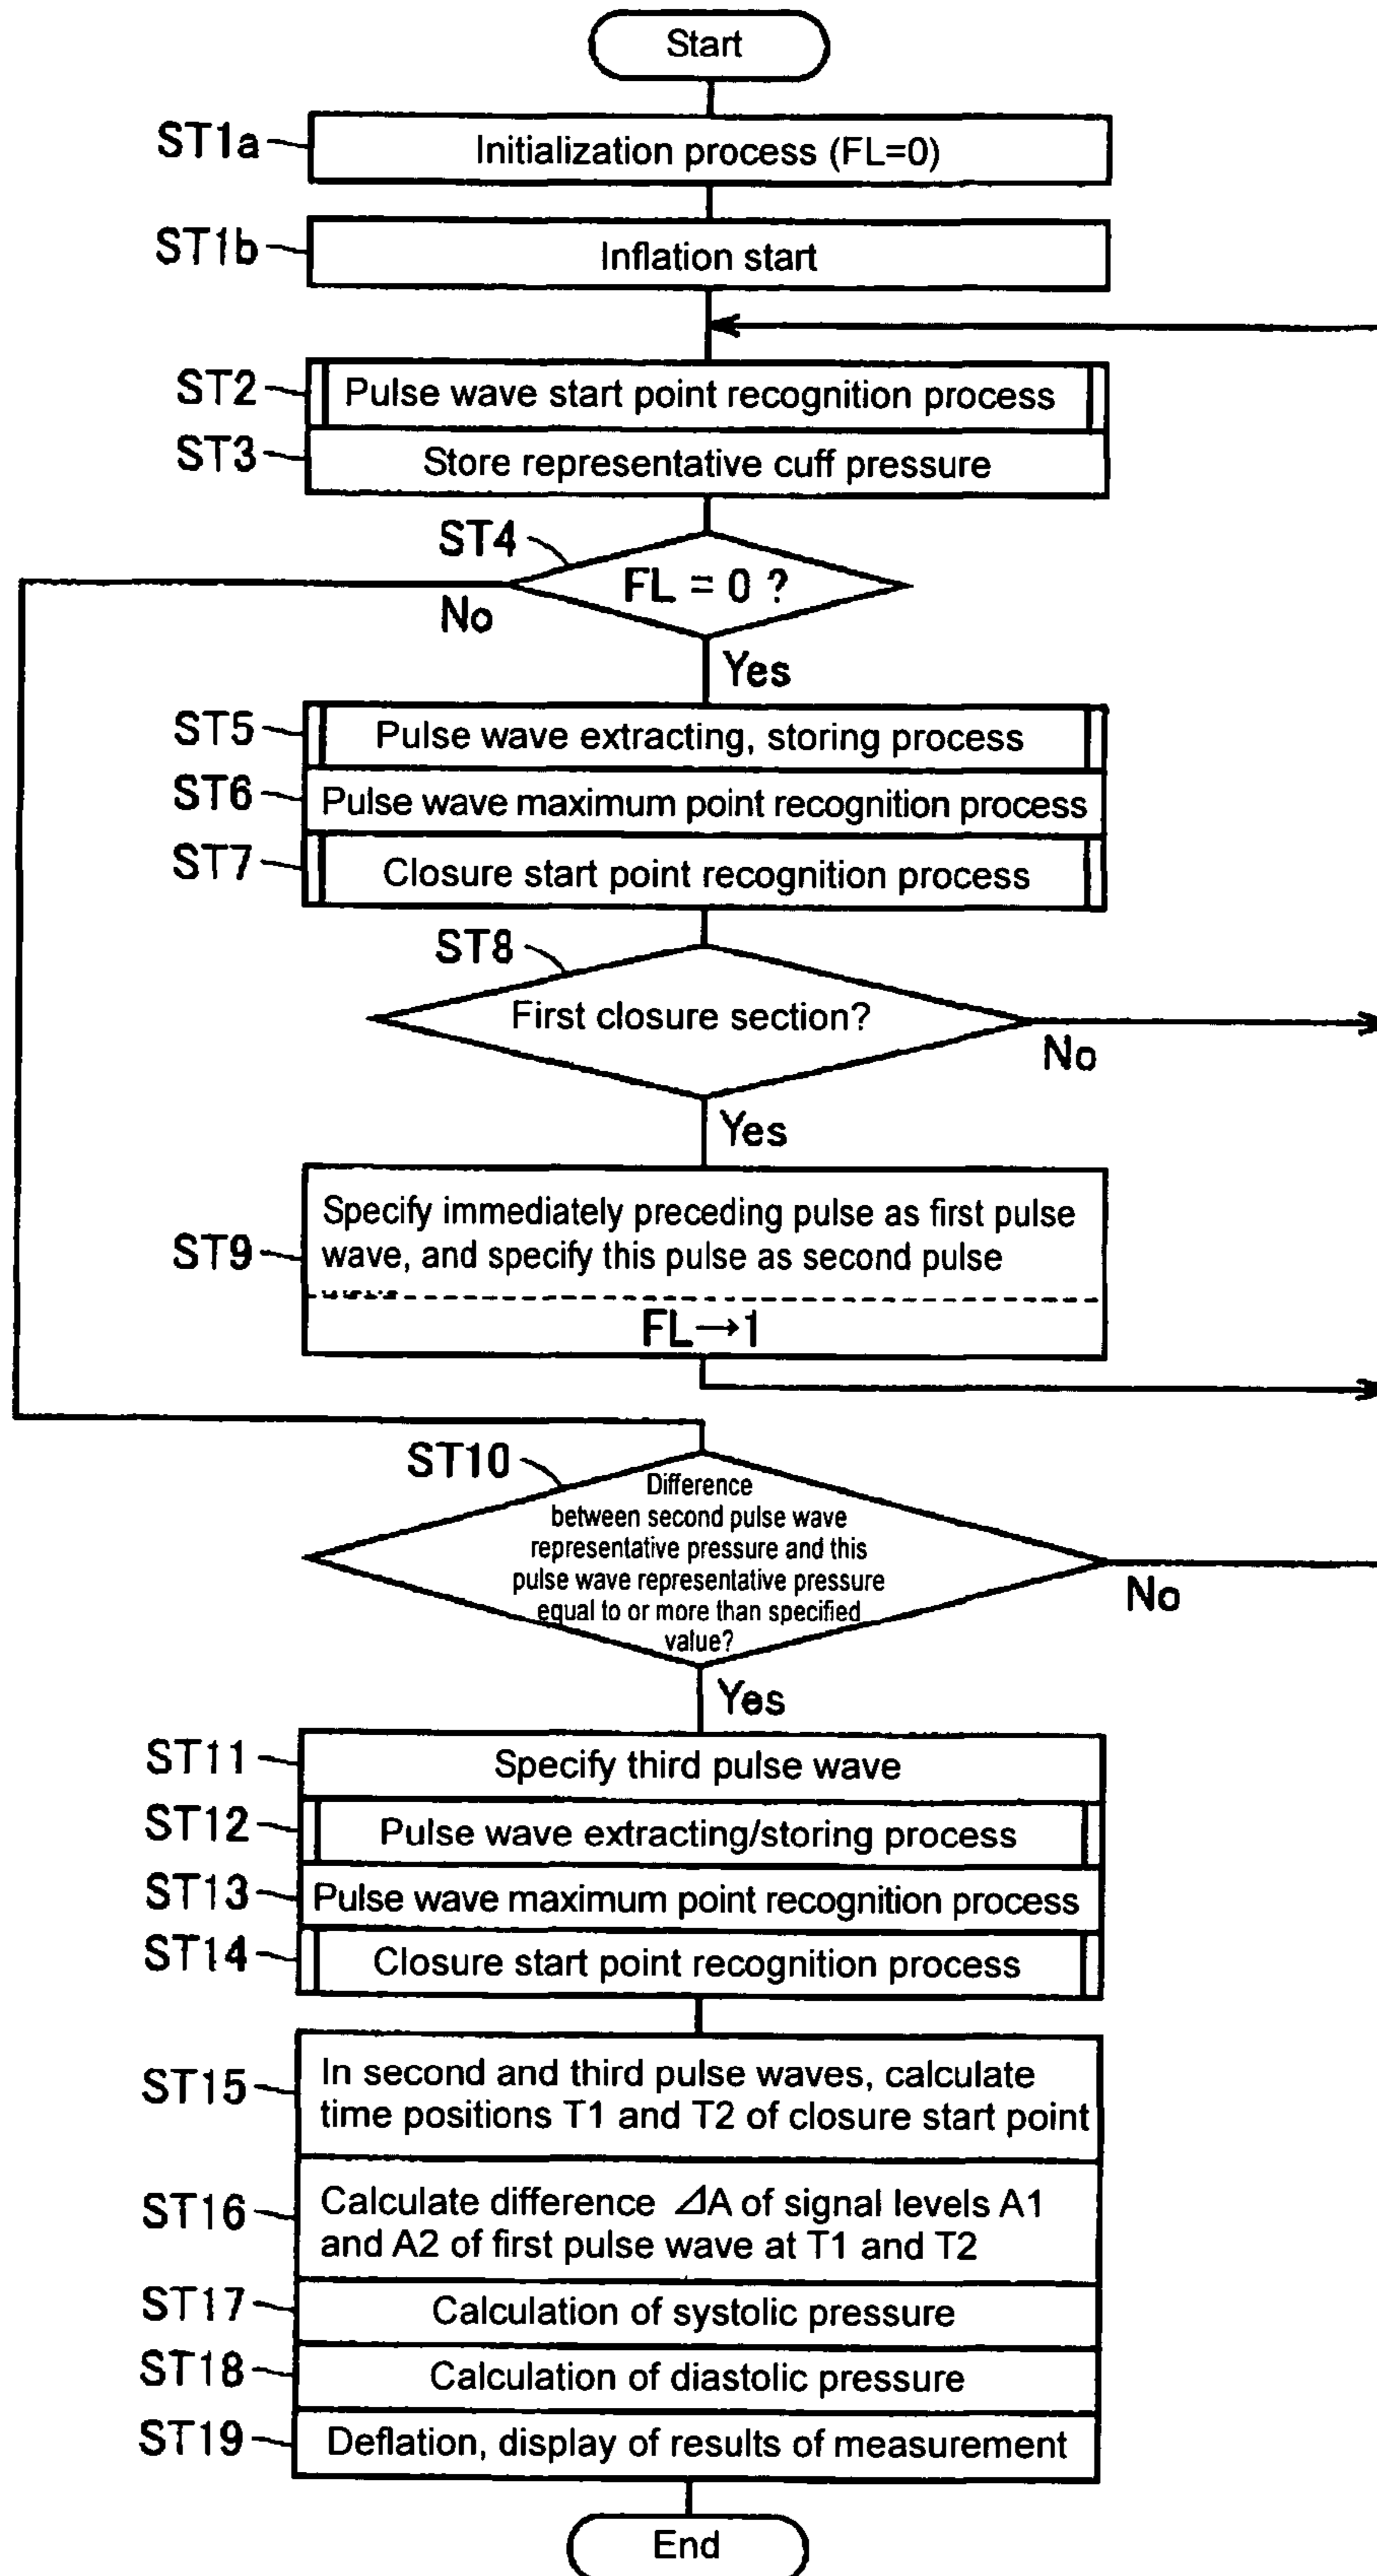 Start
ST1a
Initialization process (FL=0)
ST1b
Inflation start
ST2
Pulse wave start point recognition process
ST3
Store representative cuff pressure
ST4
FL = 0 ?
No
Yes
ST5
Pulse wave extracting, storing process
ST6
Pulse wave maximum point recognition process
ST7
Closure start point recognition process
ST8
First closure section?
No
Yes
ST9
Specify immediately preceding pulse as first pulse
wave, and specify this pulse as second pulse
FL→1
ST10
Difference
between second pulse wave
representative pressure and this
pulse wave representative pressure
equal to or more than specified
value?
No
Yes
ST11
Specify third pulse wave
ST12
Pulse wave extracting/storing process
ST13
Pulse wave maximum point recognition process
ST14
Closure start point recognition process
ST15
In second and third pulse waves, calculate
time positions T1 and T2 of closure start point
ST16
Calculate difference ⊿A of signal levels A1
and A2 of first pulse wave at T1 and T2
ST17
Calculation of systolic pressure
ST18
Calculation of diastolic pressure
ST19
Deflation, display of results of measurement
End